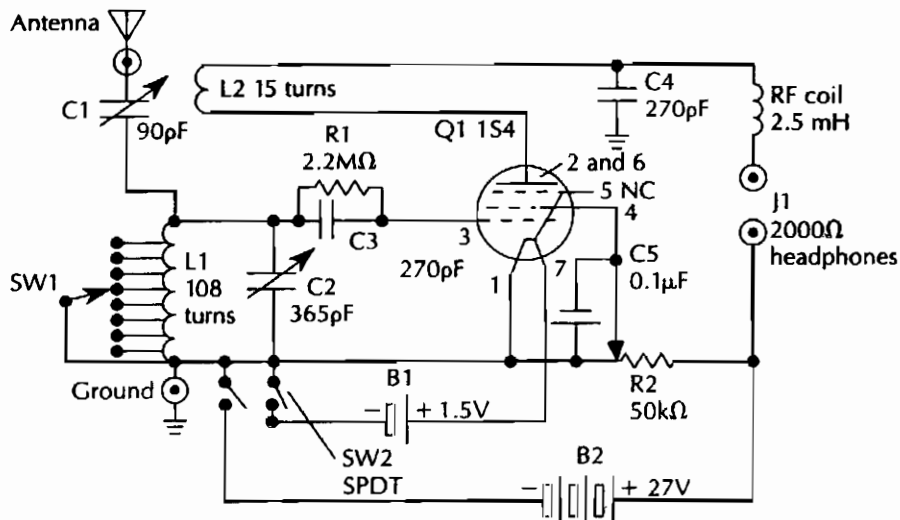 Antenna
C1
90pF
L2 15 turns
C4
270pF
RF coil
2.5 mH
Q1 1S4
R1
2.2MΩ
2 and 6
5 NC
4
3
C3
270pF
1
7
C5
0.1μF
J1
2000Ω
headphones
SW1
L1
108
turns
C2
365pF
Ground
B1
- + 1.5V
R2
50kΩ
SW2
SPDT
B2
- + 27V